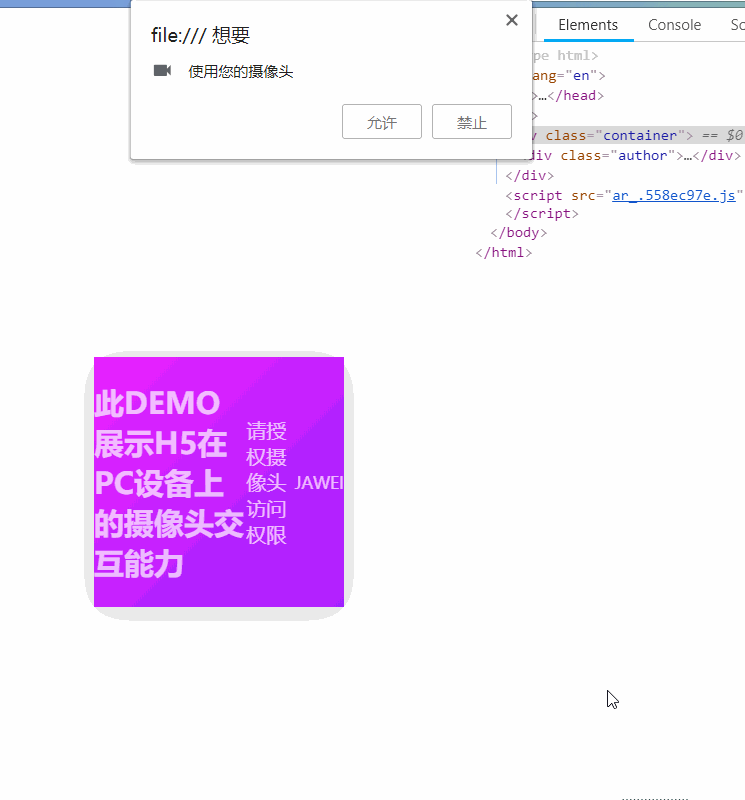 file:/// 想要
使用您的摄像头
允许 禁止
Elements Console
pe html>
ang="en">
>…</head>
>
v class="container"> == $0
div class="author">…</div>
</div>
<script src="ar_.558ec97e.js"
</script>
</body>
</html>
此DEMO
展示H5在
PC设备上
的摄像头交
互能力
请授
权摄
像头
访问
权限
JAWEI